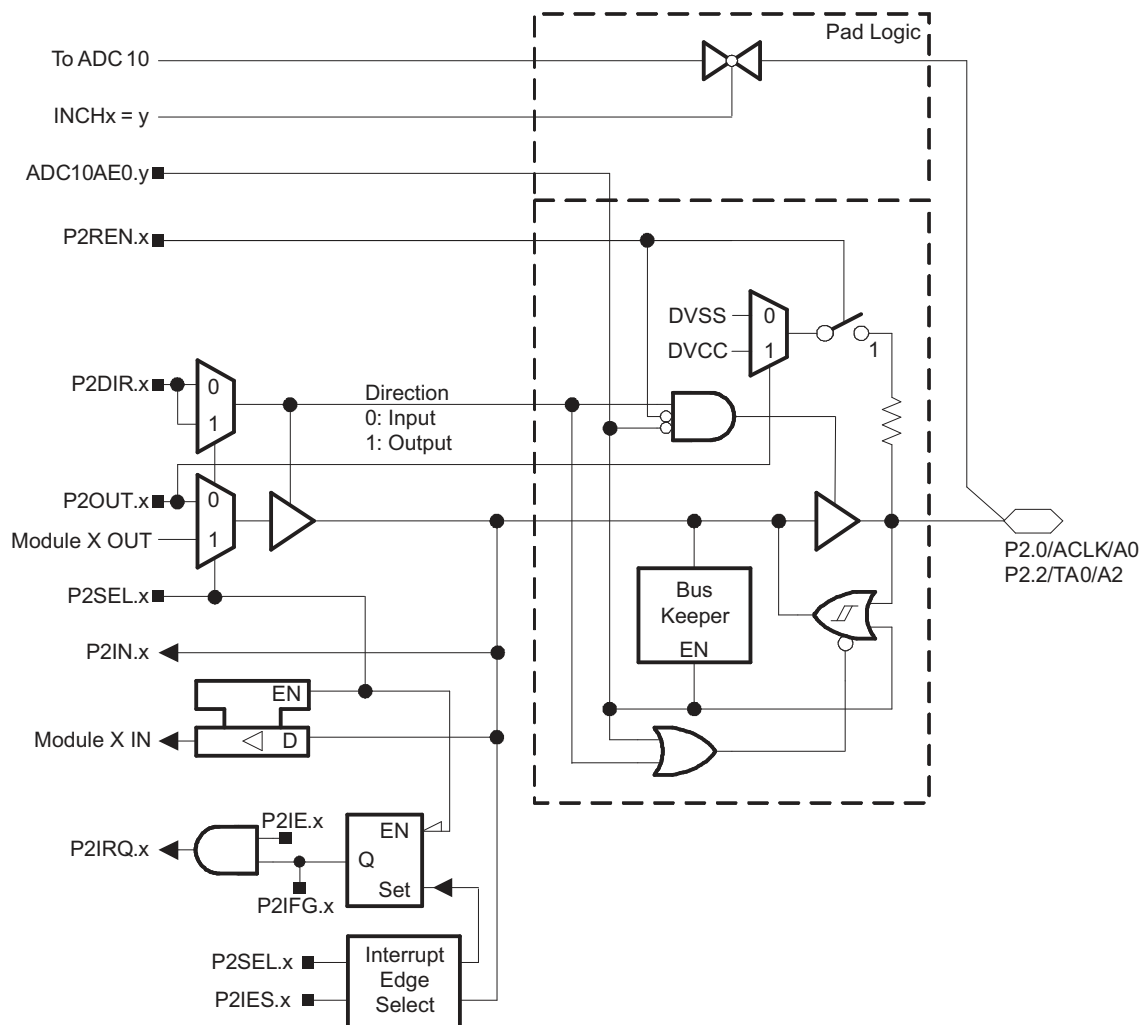 Pad Logic
To ADC 10
INCHx = y
ADC10AE0.y
P2REN.x
DVSS
0
DVCC
1
1
P2DIR.x
0
1
Direction
0: Input
1: Output
P2OUT.x
0
Module X OUT
1
P2SEL.x
Bus
Keeper
EN
P2.0/ACLK/A0
P2.2/TA0/A2
P2IN.x
EN
Module X IN
D
P2IE.x
EN
P2IRQ.x
Q
Set
P2IFG.x
P2SEL.x
P2IES.x
Interrupt
Edge
Select